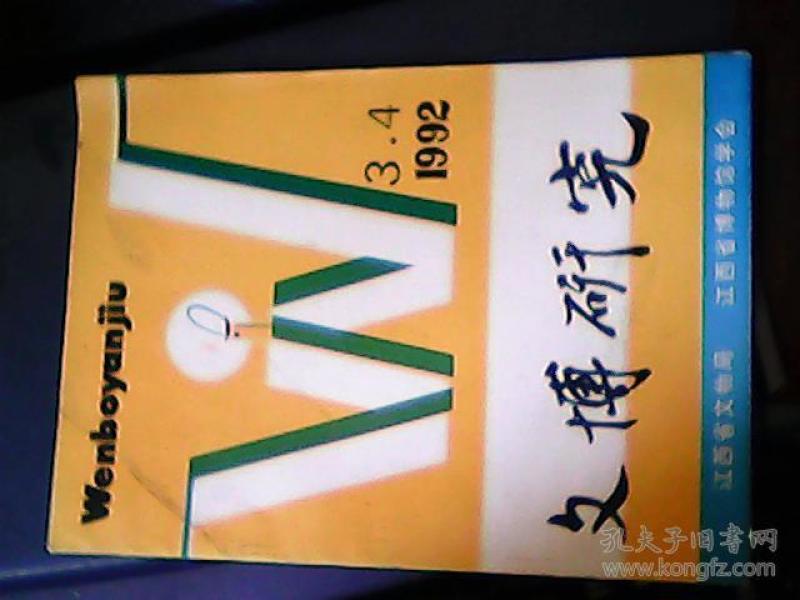 Wenboyanjiu
3.4
1992
文博研究
江西省文物局 江西省博物馆学会
孔夫子旧书网
www.kongfz.com